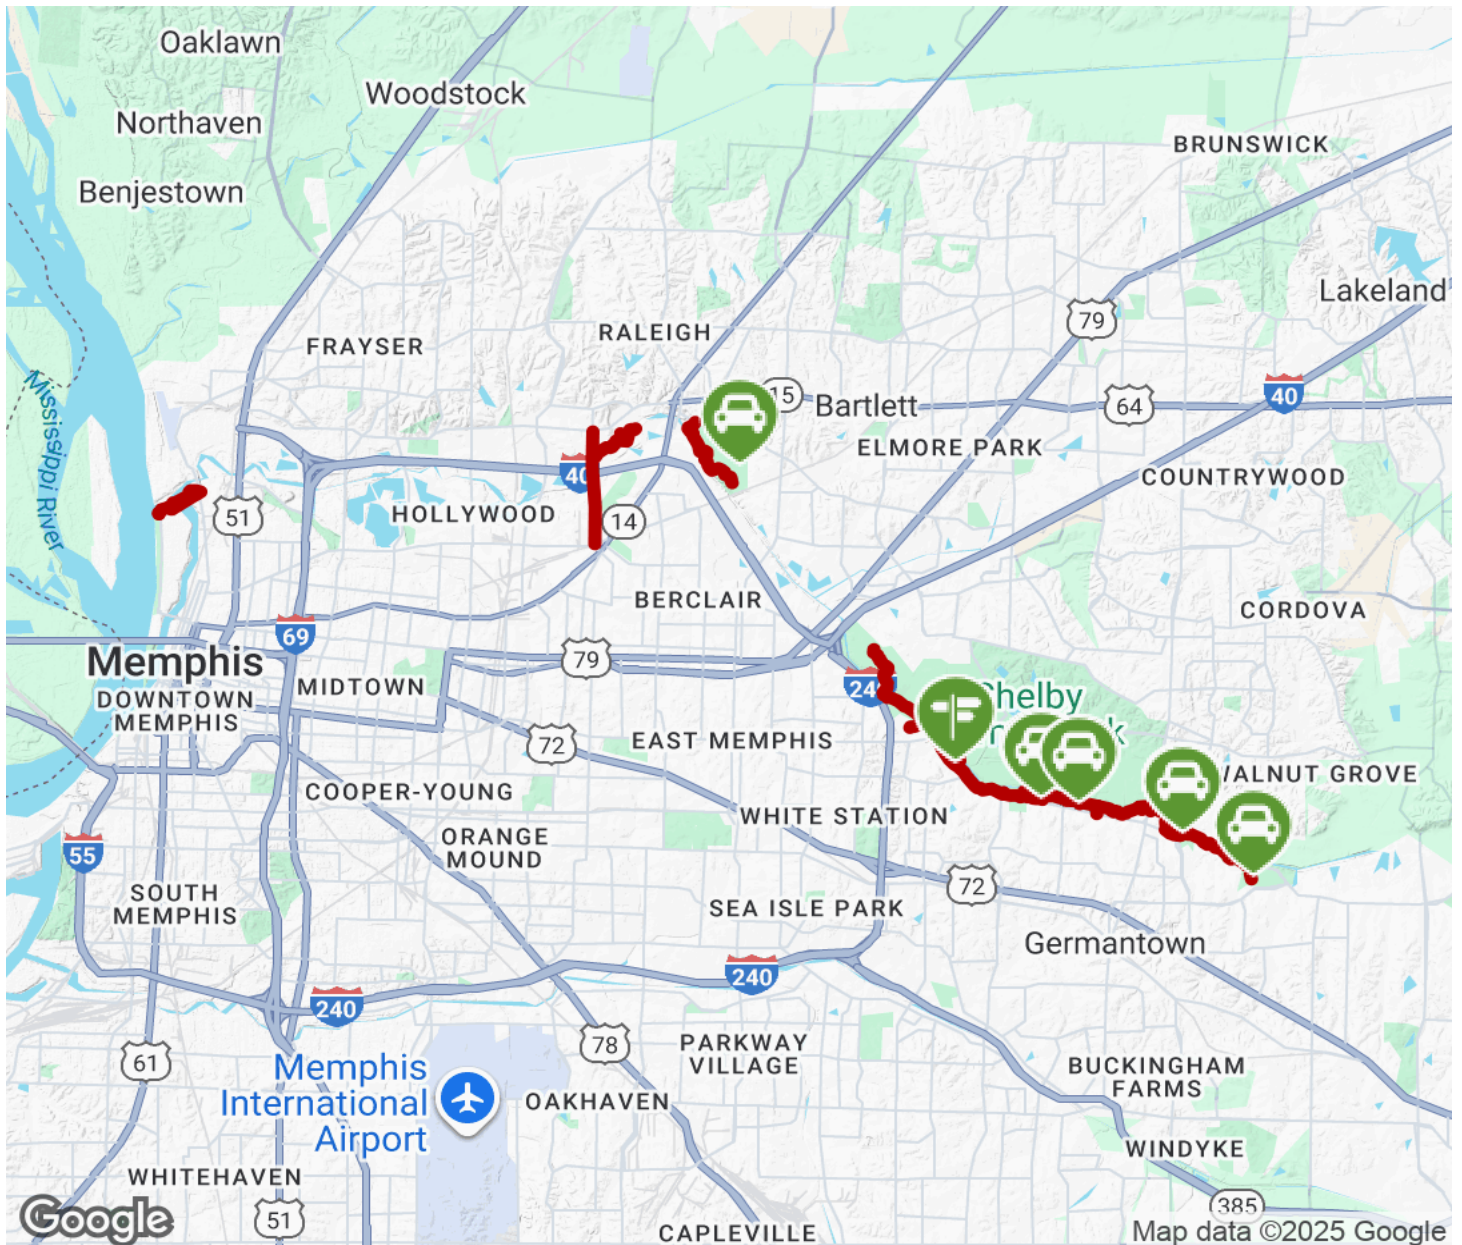 Oaklawn
Woodstock
Northaven
BRUNSWICK
Benjestown
Lakeland
79
RALEIGH
FRAYSER
Mississippi River
15
Bartlett
64
40
ELMORE PARK
COUNTRYWOOD
40
HOLLYWOOD
51
14
BERCLAIR
CORDOVA
69
Memphis
79
MIDTOWN
DOWNTOWN
MEMPHIS
Shelby
72
EAST MEMPHIS
WALNUT GROVE
COOPER-YOUNG
WHITE STATION
ORANGE
MOUND
55
72
SOUTH
MEMPHIS
SEA ISLE PARK
Germantown
240
240
78
PARKWAY
VILLAGE
61
Memphis
International
Airport
BUCKINGHAM
FARMS
OAKHAVEN
WINDYKE
WHITEHAVEN
385
51
Google
CAPLEVILLE
Map data ©2025 Google